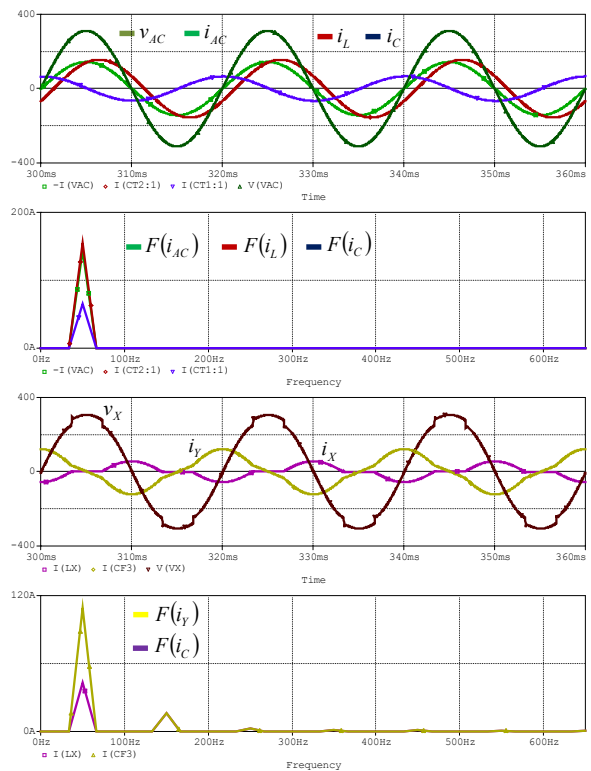 400
v_AC i_AC i_L i_C
0
-400
300ms 310ms 320ms 330ms 340ms 350ms 360ms
-I(VAC) I(CT2:1) I(CT1:1) V(VAC)
Time
200A
F(i_AC) F(i_L) F(i_C)
0A
0Hz 100Hz 200Hz 300Hz 400Hz 500Hz 600Hz
-I(VAC) I(CT2:1) I(CT1:1)
Frequency
400
v_X
i_Y i_X
0
-400
300ms 310ms 320ms 330ms 340ms 350ms 360ms
I(LX) I(CF3) V(VX)
Time
120A
F(i_Y)
F(i_C)
0A
0Hz 100Hz 200Hz 300Hz 400Hz 500Hz 600Hz
I(LX) I(CF3)
Frequency